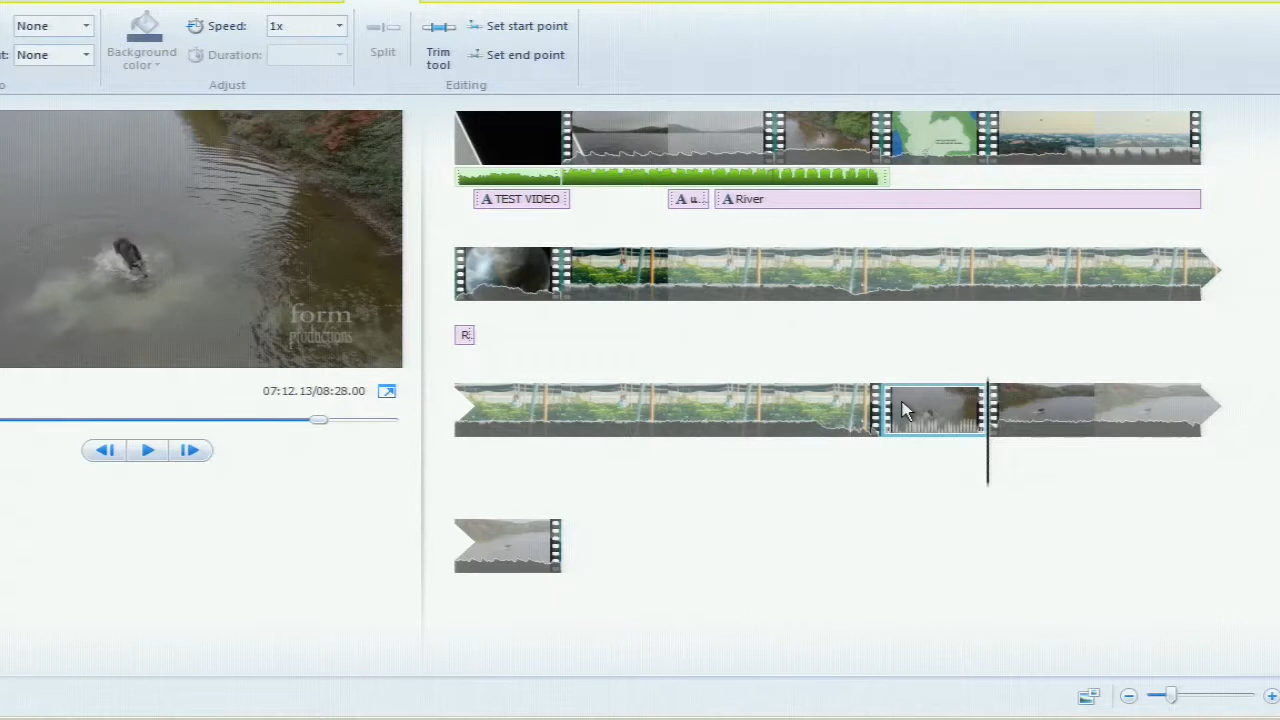 None
Speed:
1x
Set start point
t:
None
Background
color
Duration:
Split
Trim
tool
Set end point
o
Adjust
Editing
A TEST VIDEO
A u..
A River
form
productions
R..
07:12.13/08:28.00